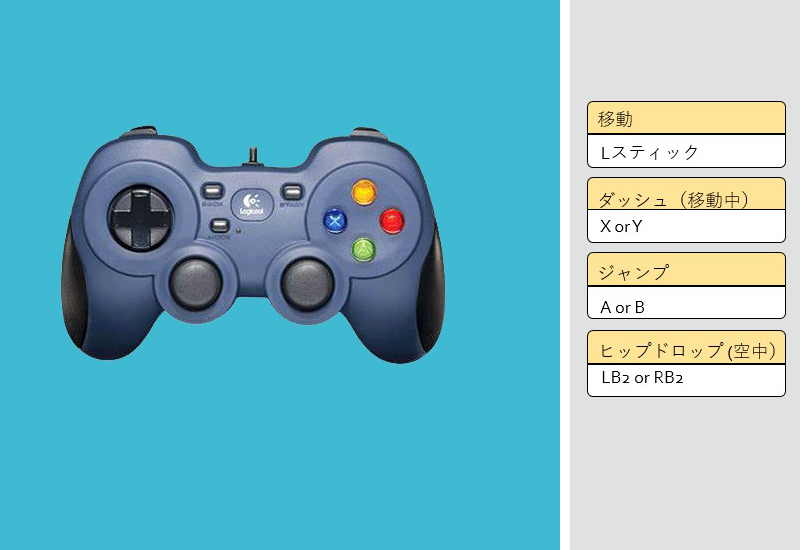 BACK
START
Logicool
MODE
X
A
移動
Lスティック
ダッシュ（移動中）
X or Y
ジャンプ
A or B
ヒップドロップ (空中）
LB2 or RB2